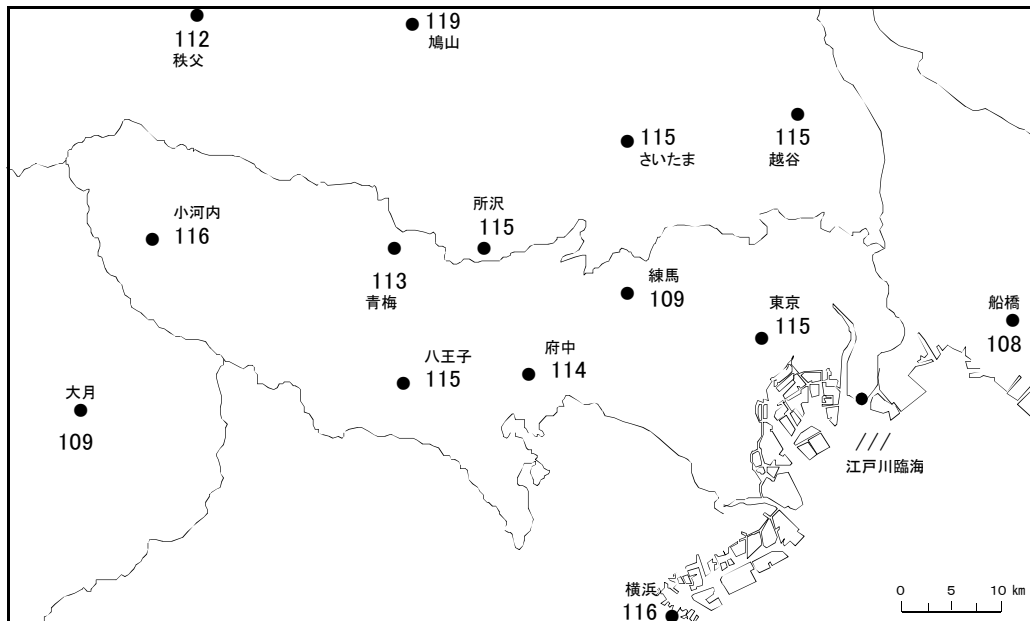 112
秩父
119
鳩山
115
さいたま
115
越谷
小河内
116
所沢
115
113
青梅
練馬
109
東京
115
船橋
108
八王子
115
府中
114
大月
109
///
江戸川臨海
横浜
116
0 5 10 km